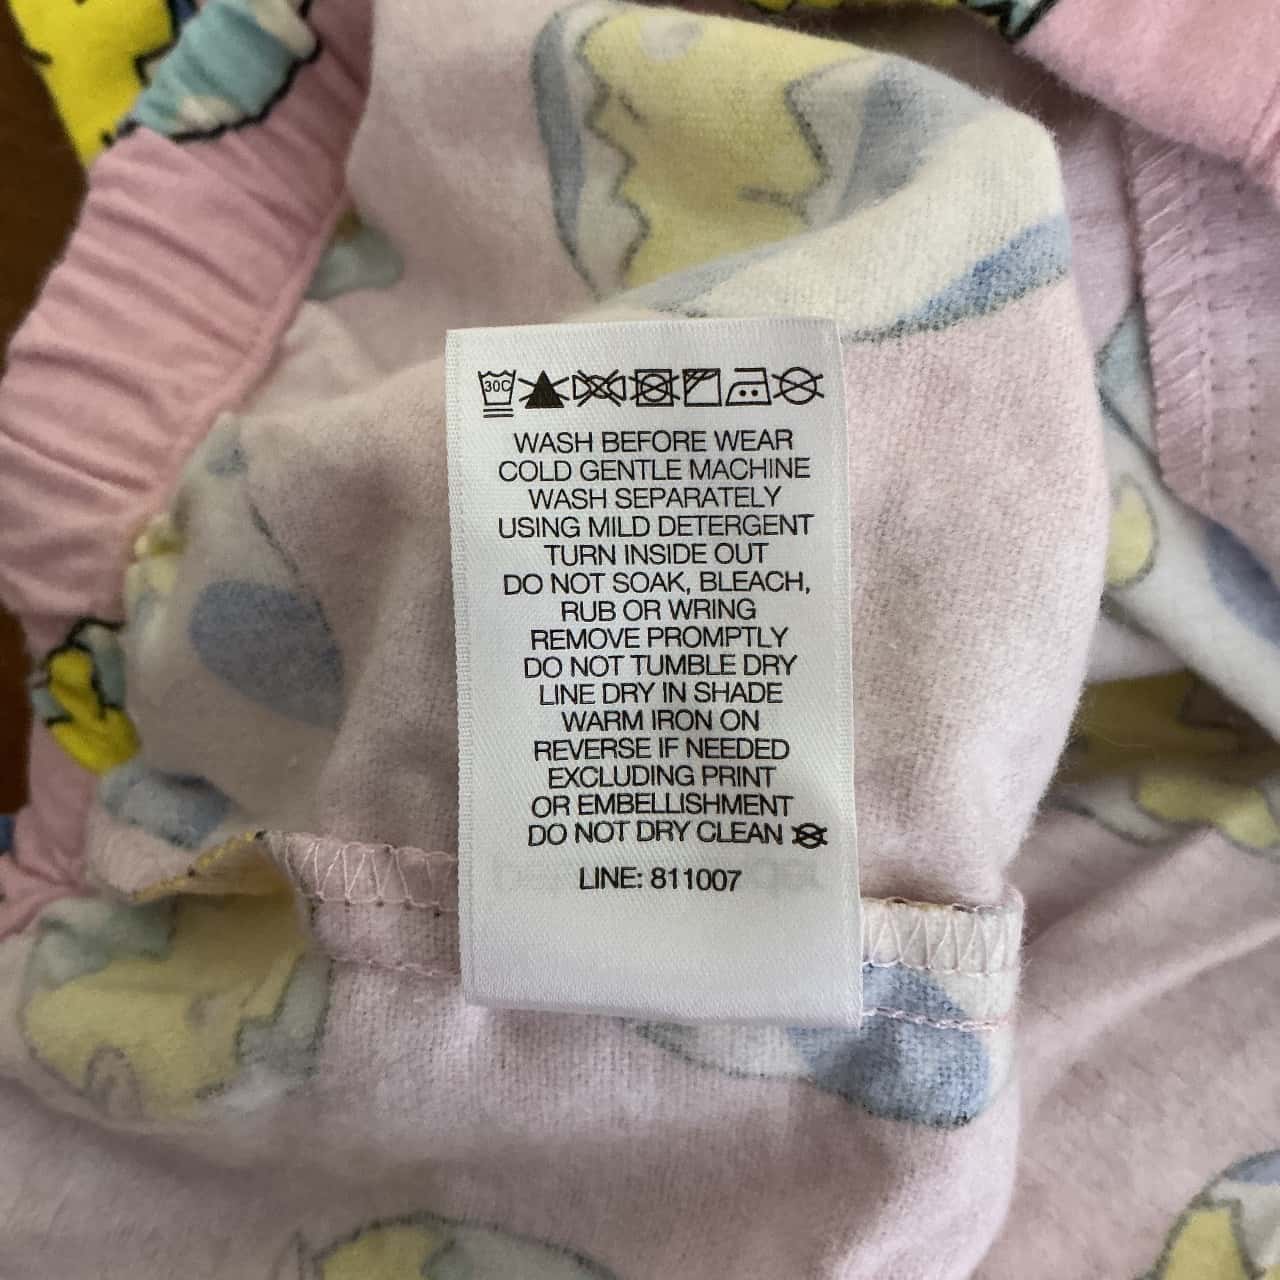 30C
WASH BEFORE WEAR
COLD GENTLE MACHINE
WASH SEPARATELY
USING MILD DETERGENT
TURN INSIDE OUT
DO NOT SOAK, BLEACH,
RUB OR WRING
REMOVE PROMPTLY
DO NOT TUMBLE DRY
LINE DRY IN SHADE
WARM IRON ON
REVERSE IF NEEDED
EXCLUDING PRINT
OR EMBELLISHMENT
DO NOT DRY CLEAN
LINE: 811007